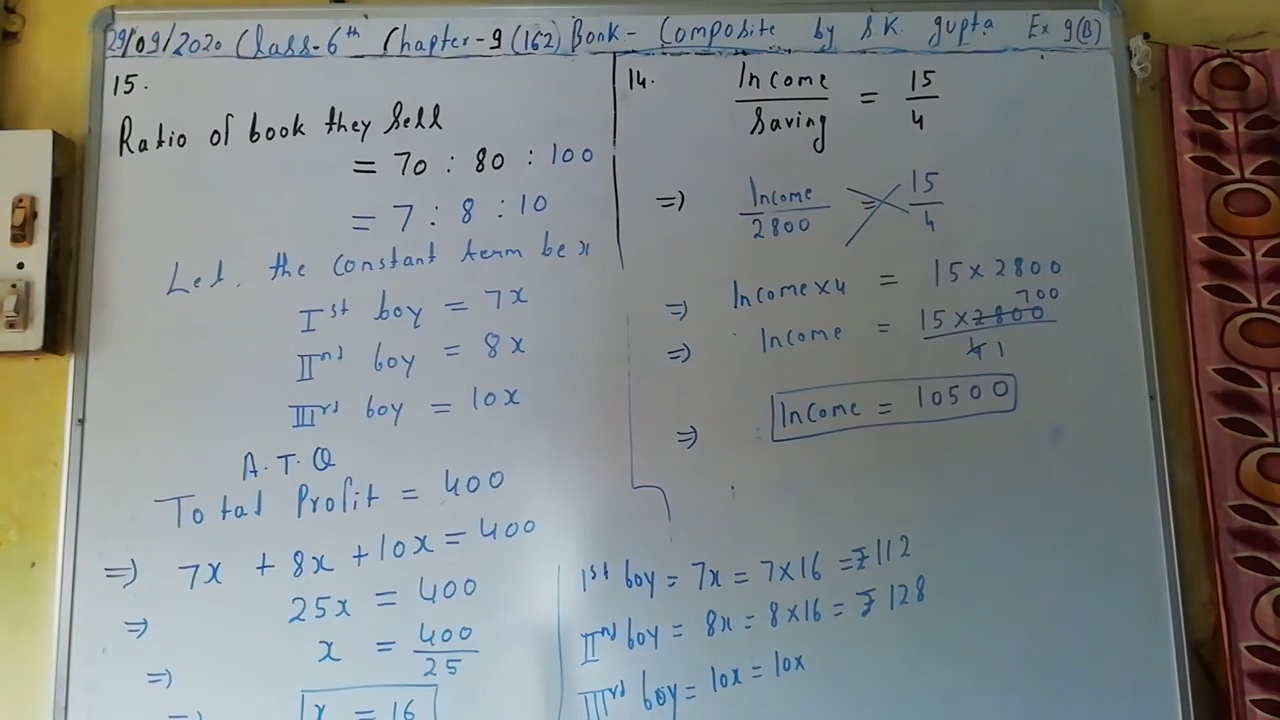 29/09/2020 Class-6th Chapter-9 (162) Book - Composite by S K. gupta Ex 9(B)
15.
Ratio of book they sell
= 70 : 80 : 100
= 7 : 8 : 10
Let. the constant term be x
Ist boy = 7x
IInd boy = 8x
IIIrd boy = 10x
A.T.Q
Total Profit = 400
=) 7x + 8x + 10x = 400
=) 25x = 400
=) x = 400/25
=) x = 16
14.
Income/Saving = 15/4
=) Income/2800 = 15/4
=) Income×4 = 15×2800
=) Income = 15×2800/4 700 1
=) Income = 10500
1st boy = 7x = 7×16 = ₹112
IInd boy = 8x = 8×16 = ₹128
IIIrd boy = 10x = 10x